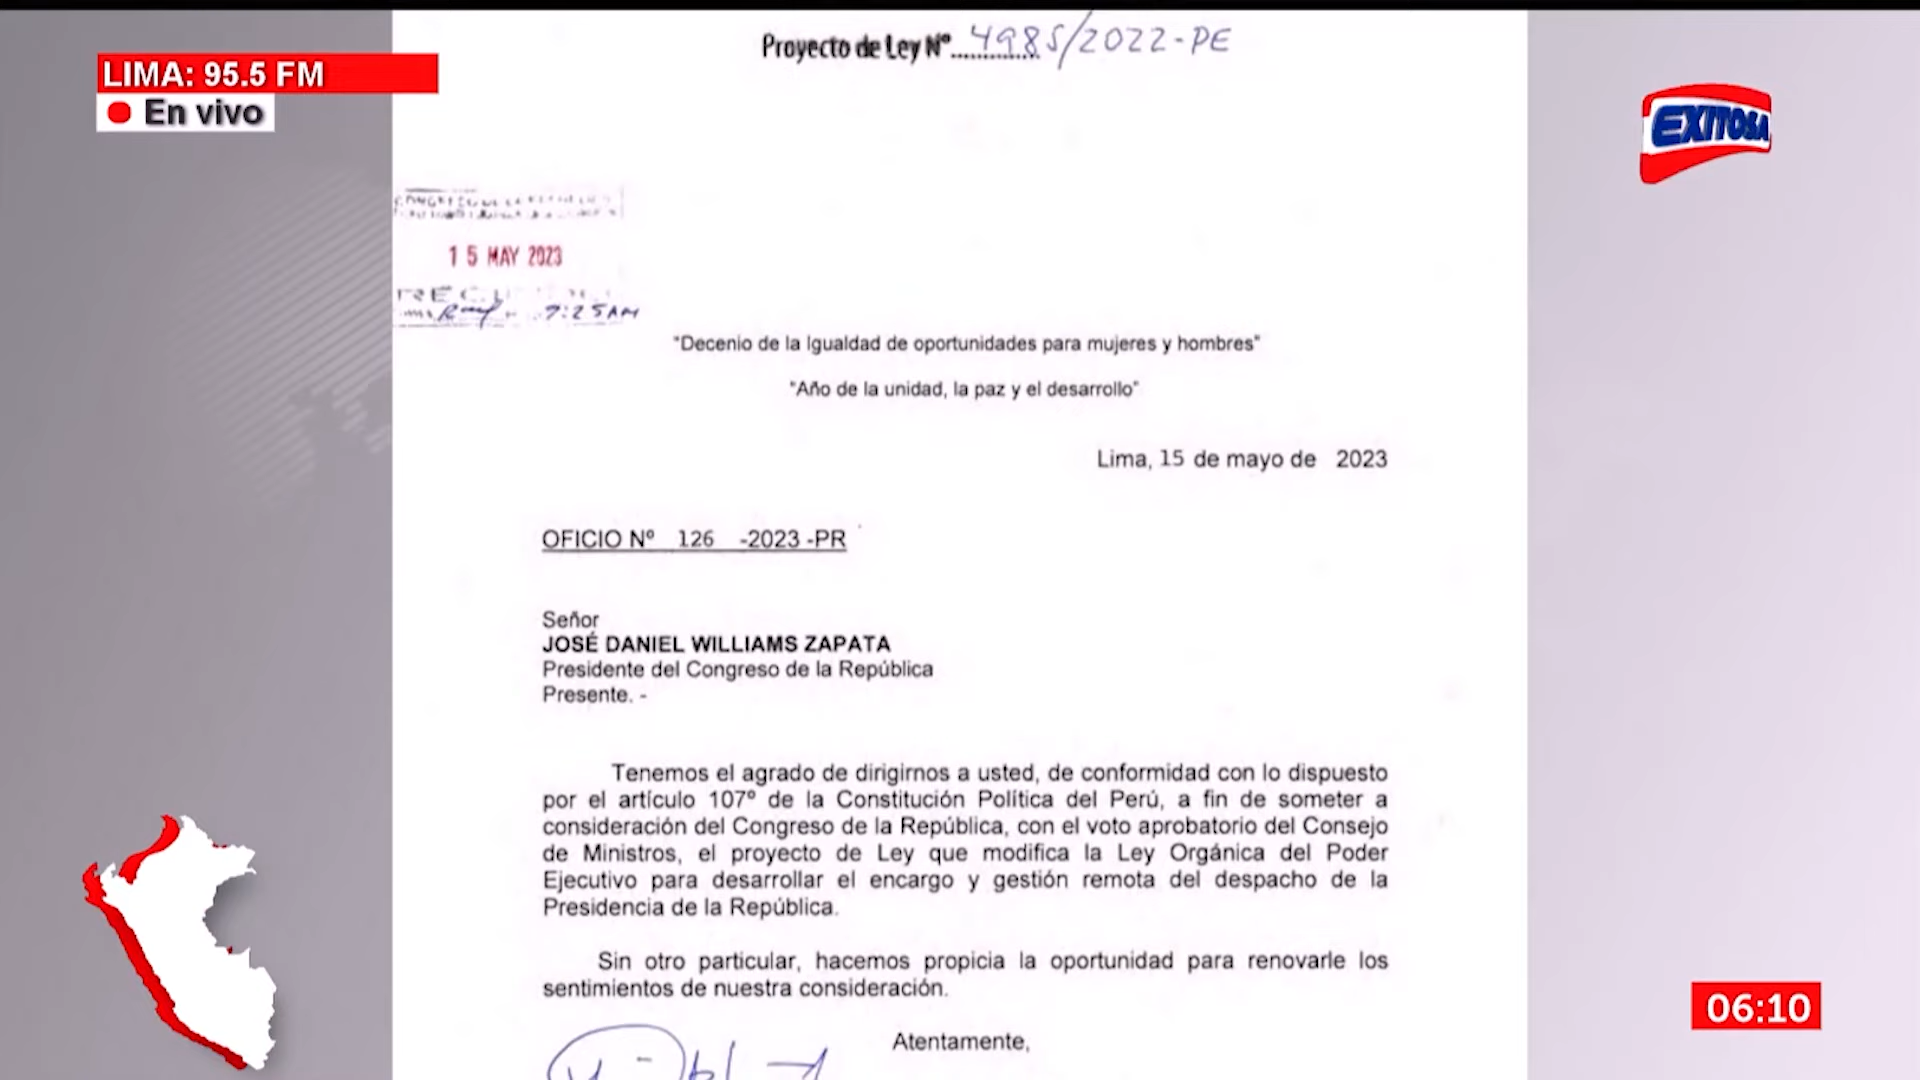 Proyecto de Ley Nº............ 4985/2022-PE
LIMA: 95.5 FM
En vivo
EXITOSA
15 MAY 2023
7:25AM
"Decenio de la Igualdad de oportunidades para mujeres y hombres"
"Año de la unidad, la paz y el desarrollo"
Lima, 15 de mayo de 2023
OFICIO Nº 126 -2023 -PR
Señor
JOSÉ DANIEL WILLIAMS ZAPATA
Presidente del Congreso de la República
Presente. -
Tenemos el agrado de dirigirnos a usted, de conformidad con lo dispuesto
por el artículo 107º de la Constitución Política del Perú, a fin de someter a
consideración del Congreso de la República, con el voto aprobatorio del Consejo
de Ministros, el proyecto de Ley que modifica la Ley Orgánica del Poder
Ejecutivo para desarrollar el encargo y gestión remota del despacho de la
Presidencia de la República.
Sin otro particular, hacemos propicia la oportunidad para renovarle los
sentimientos de nuestra consideración.
Atentamente,
06:10